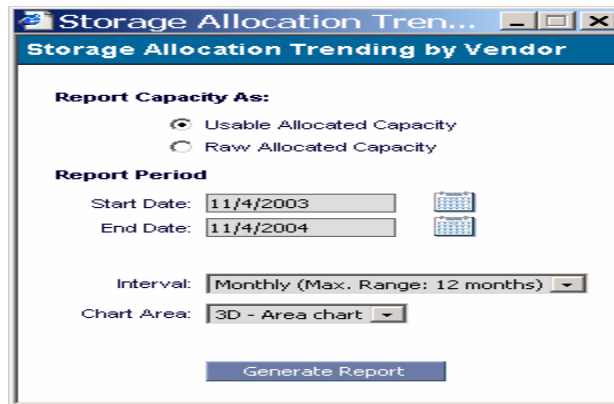 Storage Allocation Tren...
Storage Allocation Trending by Vendor
Report Capacity As:
Usable Allocated Capacity
Raw Allocated Capacity
Report Period
Start Date: 11/4/2003
End Date: 11/4/2004
Interval: Monthly (Max. Range: 12 months)
Chart Area: 3D - Area chart
Generate Report